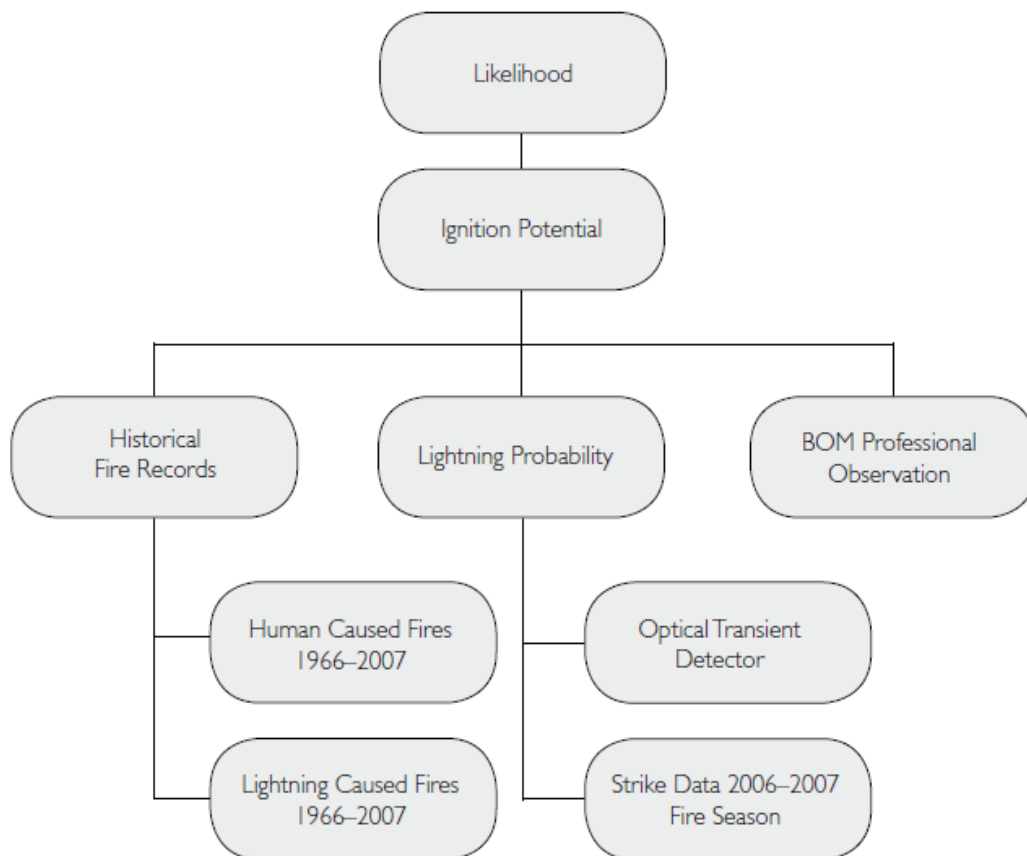 Likelihood
Ignition Potential
Historical
Fire Records
Lightning Probability
BOM Professional
Observation
Human Caused Fires
1966–2007
Optical Transient
Detector
Lightning Caused Fires
1966–2007
Strike Data 2006–2007
Fire Season